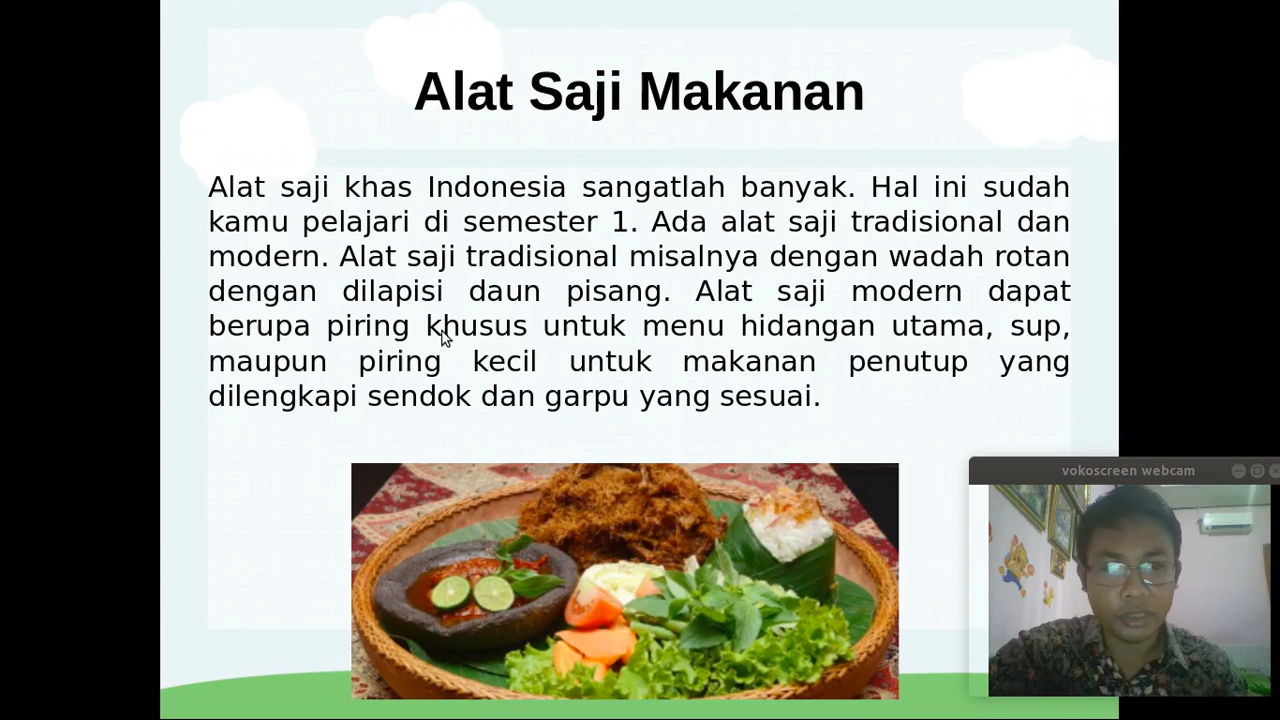 Alat Saji Makanan
Alat saji khas Indonesia sangatlah banyak. Hal ini sudah
kamu pelajari di semester 1. Ada alat saji tradisional dan
modern. Alat saji tradisional misalnya dengan wadah rotan
dengan dilapisi daun pisang. Alat saji modern dapat
berupa piring khusus untuk menu hidangan utama, sup,
maupun piring kecil untuk makanan penutup yang
dilengkapi sendok dan garpu yang sesuai.
vokoscreen webcam